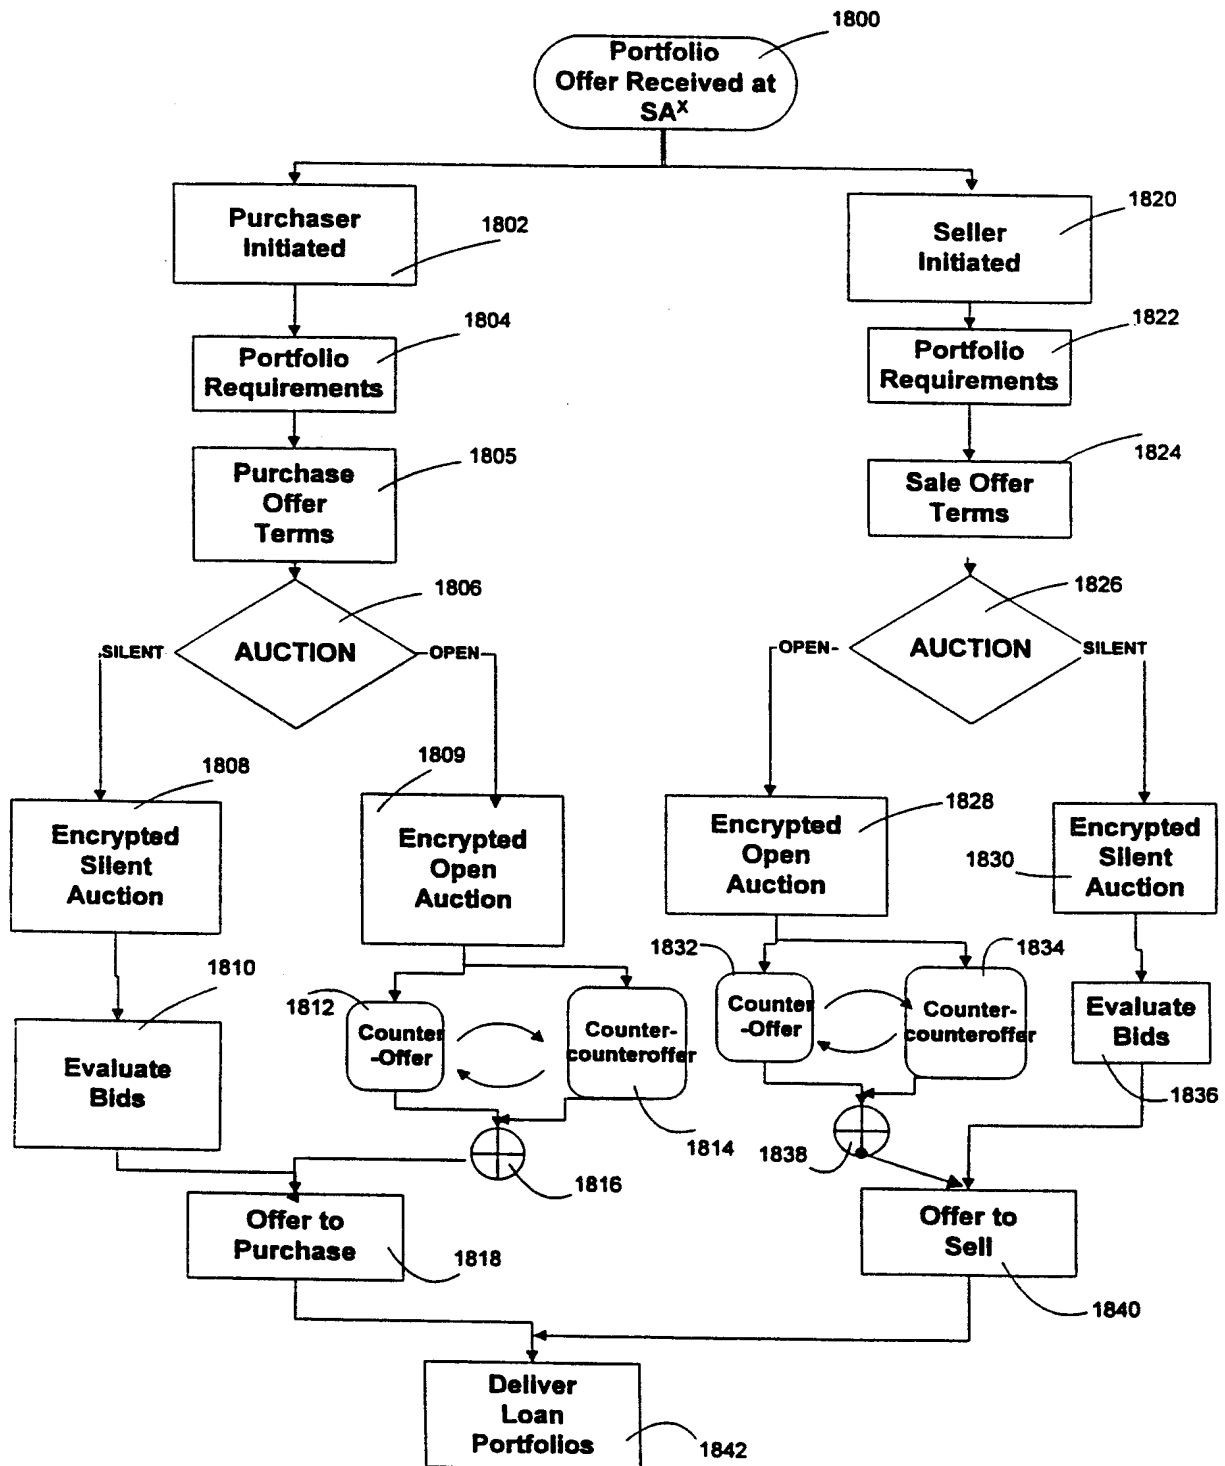 1800
Portfolio
Offer Received at
SAX
Purchaser
Initiated
1802
Seller
Initiated
1820
1804
Portfolio
Requirements
1822
Portfolio
Requirements
1805
Purchase
Offer
Terms
1824
Sale Offer
Terms
1806
SILENT
AUCTION
OPEN
1826
OPEN
AUCTION
SILENT
1808
Encrypted
Silent
Auction
1809
Encrypted
Open
Auction
1828
Encrypted
Open
Auction
1830
Encrypted
Silent
Auction
1810
Evaluate
Bids
1812
Counter
-Offer
Counter-
counteroffer
1814
1832
Counter
-Offer
1834
Counter-
counteroffer
Evaluate
Bids
1836
1816
1838
Offer to
Purchase
1818
Offer to
Sell
1840
Deliver
Loan
Portfolios
1842